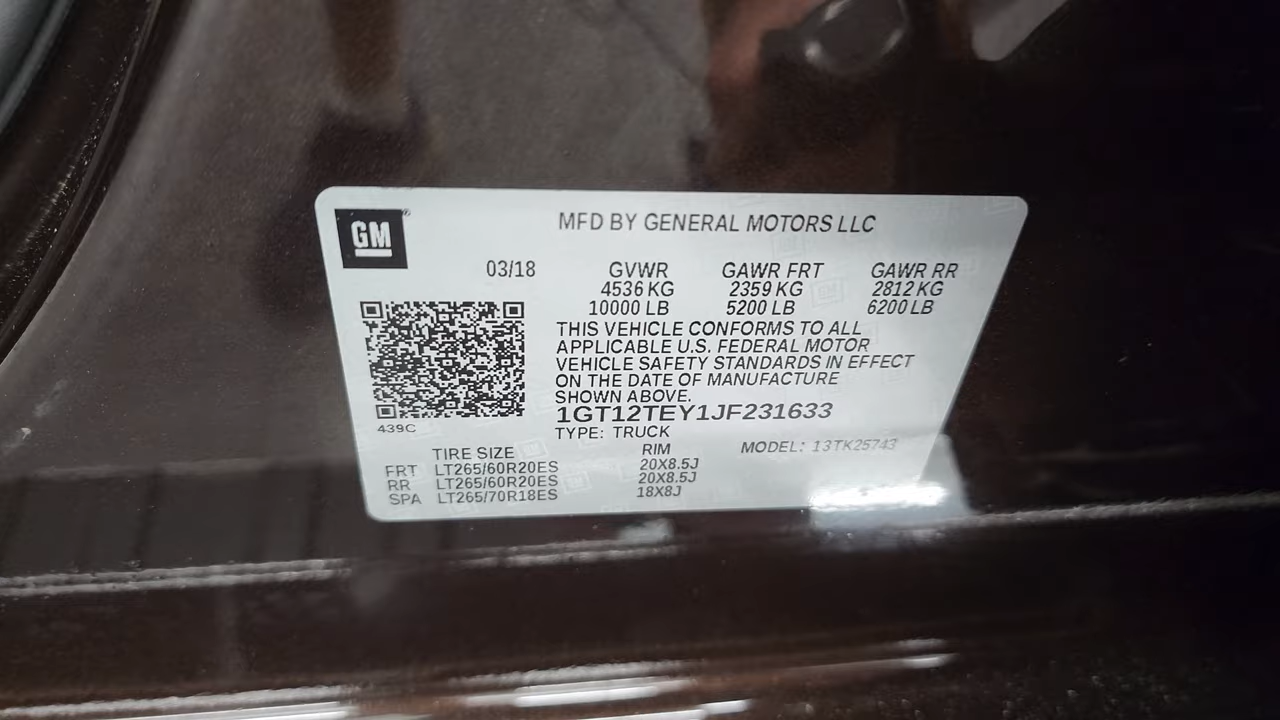 GM
MFD BY GENERAL MOTORS LLC
03/18 GVWR GAWR FRT GAWR RR
4536 KG 2359 KG 2812 KG
10000 LB 5200 LB 6200 LB
THIS VEHICLE CONFORMS TO ALL
APPLICABLE U.S. FEDERAL MOTOR
VEHICLE SAFETY STANDARDS IN EFFECT
ON THE DATE OF MANUFACTURE
SHOWN ABOVE.
1GT12TEY1JF231633
439C
TYPE: TRUCK
TIRE SIZE RIM MODEL: 13TK25743
FRT LT265/60R20ES 20X8.5J
RR LT265/60R20ES 20X8.5J
SPA LT265/70R18ES 18X8J